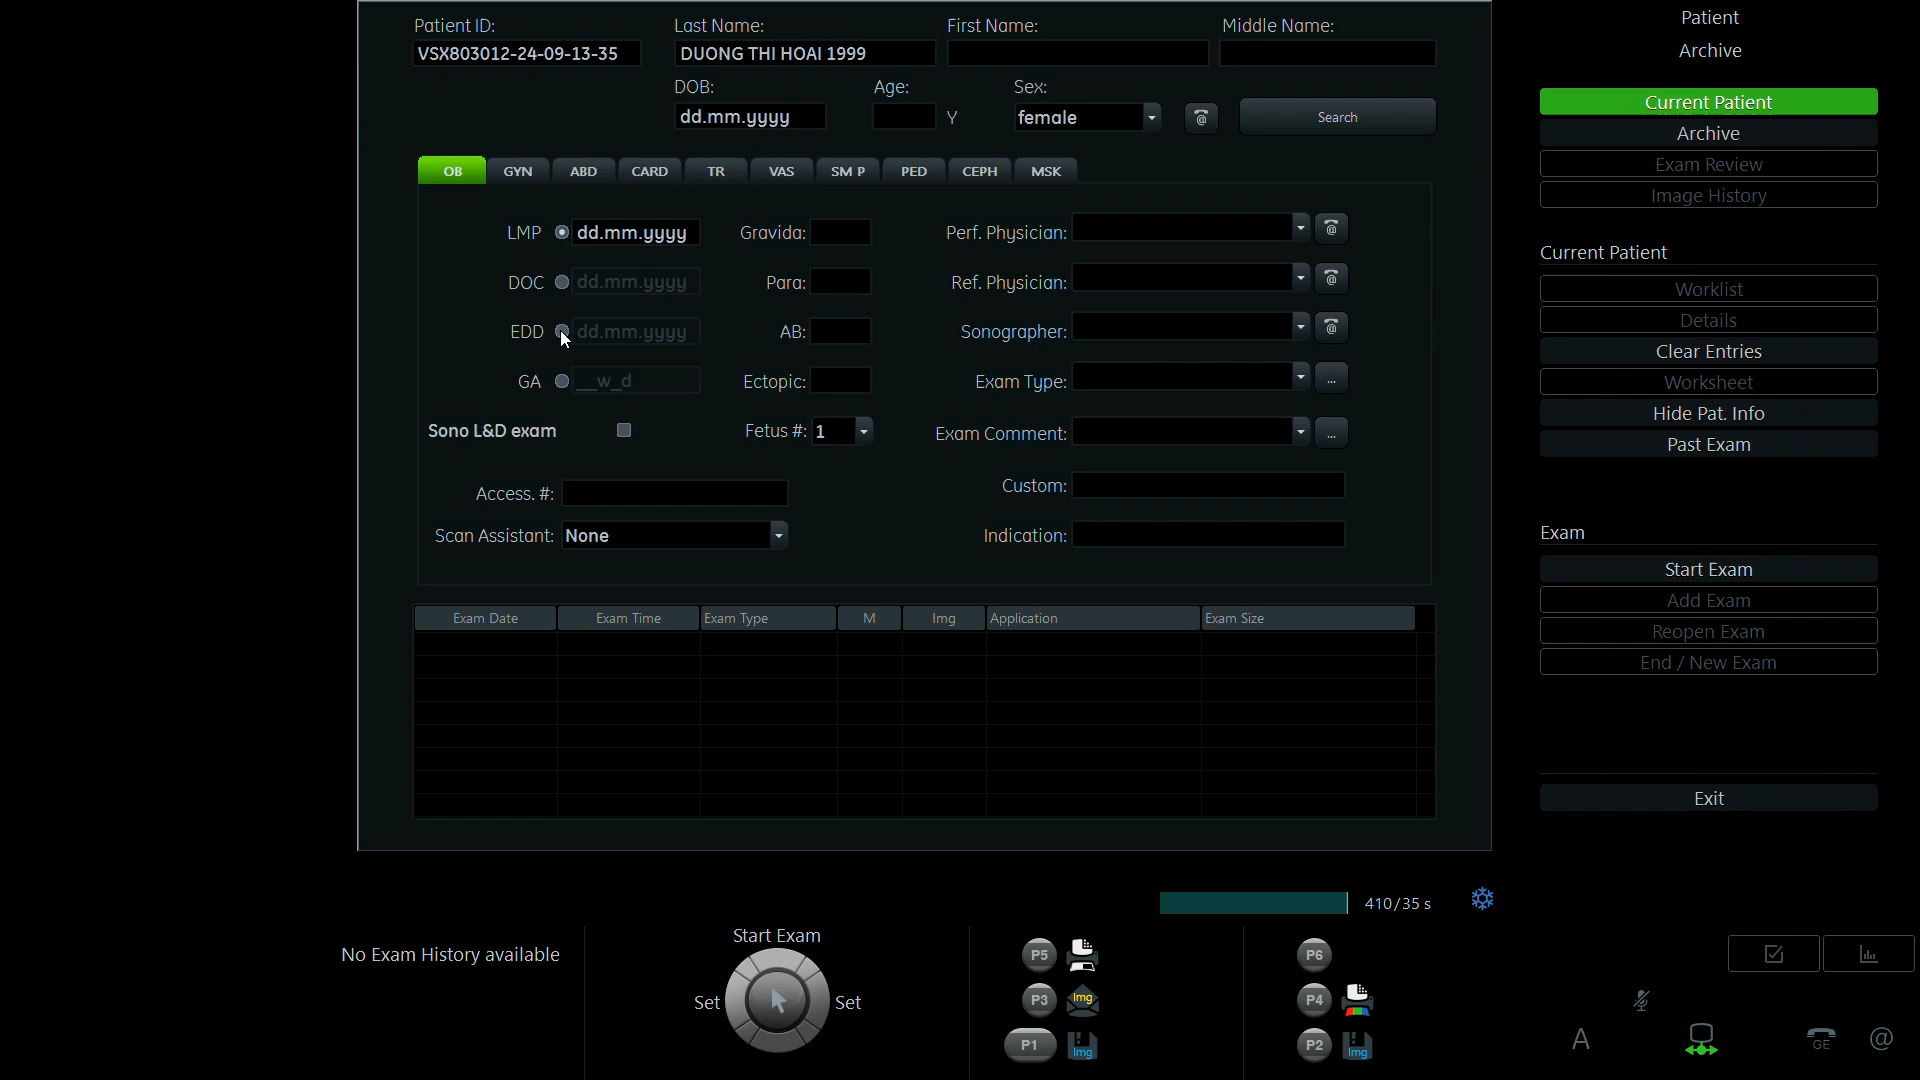 Patient ID: Last Name: First Name: Middle Name:
VSX803012-24-09-13-35 DUONG THI HOAI 1999
DOB: Age: Sex:
dd.mm.yyyy Y female @ Search
OB GYN ABD CARD TR VAS SM P PED CEPH MSK
LMP dd.mm.yyyy Gravida: Perf. Physician: @
DOC dd.mm.yyyy Para: Ref. Physician: @
EDD dd.mm.yyyy AB: Sonographer: @
GA __w_d Ectopic: Exam Type: ...
Sono L&D exam Fetus #: 1 Exam Comment: ...
Access. #: Custom:
Scan Assistant: None Indication:
Exam Date Exam Time Exam Type M Img Application Exam Size
410/35 s
No Exam History available
Start Exam
Set Set
P5
P3 Img
P1 Img
P6
P4
P2 Img
Patient
Archive
Current Patient
Archive
Exam Review
Image History
Current Patient
Worklist
Details
Clear Entries
Worksheet
Hide Pat. Info
Past Exam
Exam
Start Exam
Add Exam
Reopen Exam
End / New Exam
Exit
A GE @